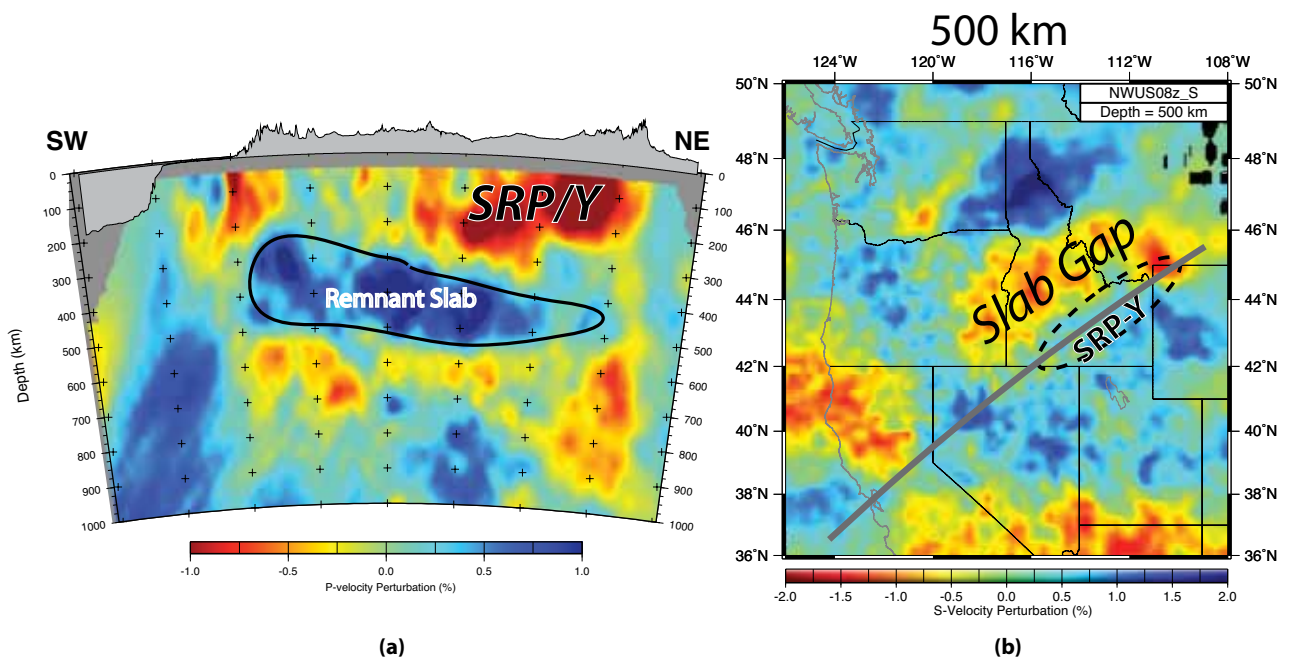 500 km
124˚W 120˚W 116˚W 112˚W 108˚W
50˚N 50˚N
NWUS08z_S
Depth = 500 km
SW NE
48˚N 48˚N
0 0
SRP/Y
100 100
46˚N 46˚N
200 200
Slab Gap
300 300
Remnant Slab
44˚N 44˚N
400 400
SRP-Y
Depth (km)
500 500
42˚N 42˚N
600 600
700 700
40˚N 40˚N
800 800
900 900
38˚N 38˚N
1000 1000
36˚N 36˚N
-1.0 -0.5 0.0 0.5 1.0
P-velocity Perturbation (%)
-2.0 -1.5 -1.0 -0.5 0.0 0.5 1.0 1.5 2.0
S-Velocity Perturbation (%)
(a) (b)